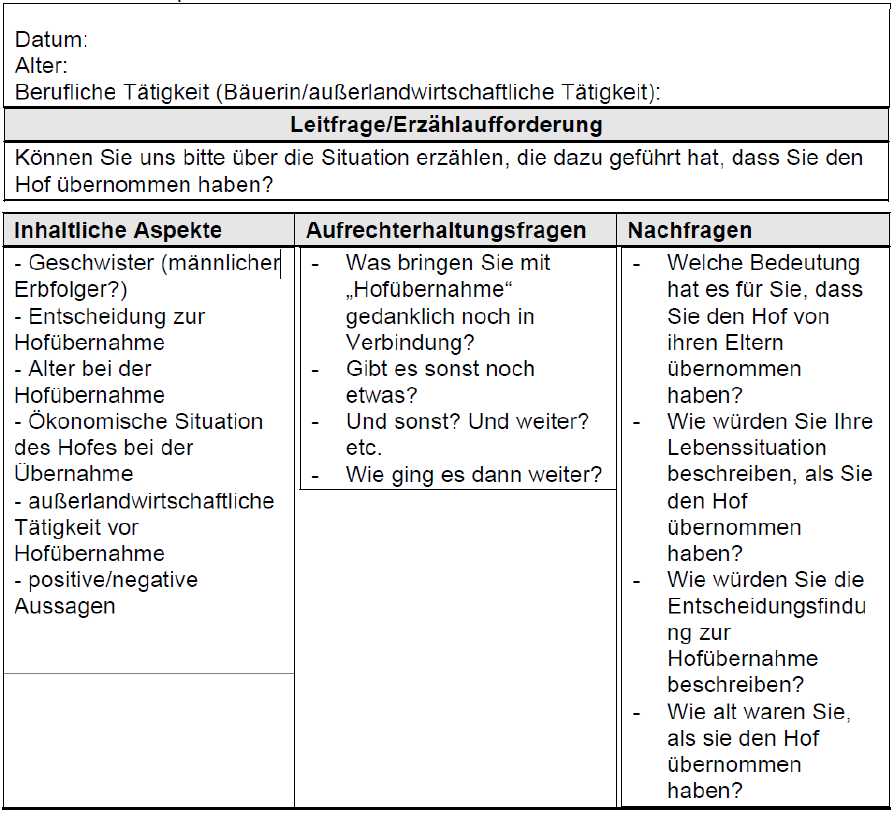 Datum:
Alter:
Berufliche Tätigkeit (Bäuerin/außerlandwirtschaftliche Tätigkeit):
Leitfrage/Erzählaufforderung
Können Sie uns bitte über die Situation erzählen, die dazu geführt hat, dass Sie den
Hof übernommen haben?
Inhaltliche Aspekte
- Geschwister (männlicher
Erbfolger?)
- Entscheidung zur
Hofübernahme
- Alter bei der
Hofübernahme
- Ökonomische Situation
des Hofes bei der
Übernahme
- außerlandwirtschaftliche
Tätigkeit vor
Hofübernahme
- positive/negative
Aussagen
Aufrechterhaltungsfragen
- Was bringen Sie mit
„Hofübernahme“
gedanklich noch in
Verbindung?
- Gibt es sonst noch
etwas?
- Und sonst? Und weiter?
etc.
- Wie ging es dann weiter?
Nachfragen
- Welche Bedeutung
hat es für Sie, dass
Sie den Hof von
ihren Eltern
übernommen
haben?
- Wie würden Sie Ihre
Lebenssituation
beschreiben, als Sie
den Hof
übernommen
haben?
- Wie würden Sie die
Entscheidungsfindu
ng zur
Hofübernahme
beschreiben?
- Wie alt waren Sie,
als sie den Hof
übernommen
haben?